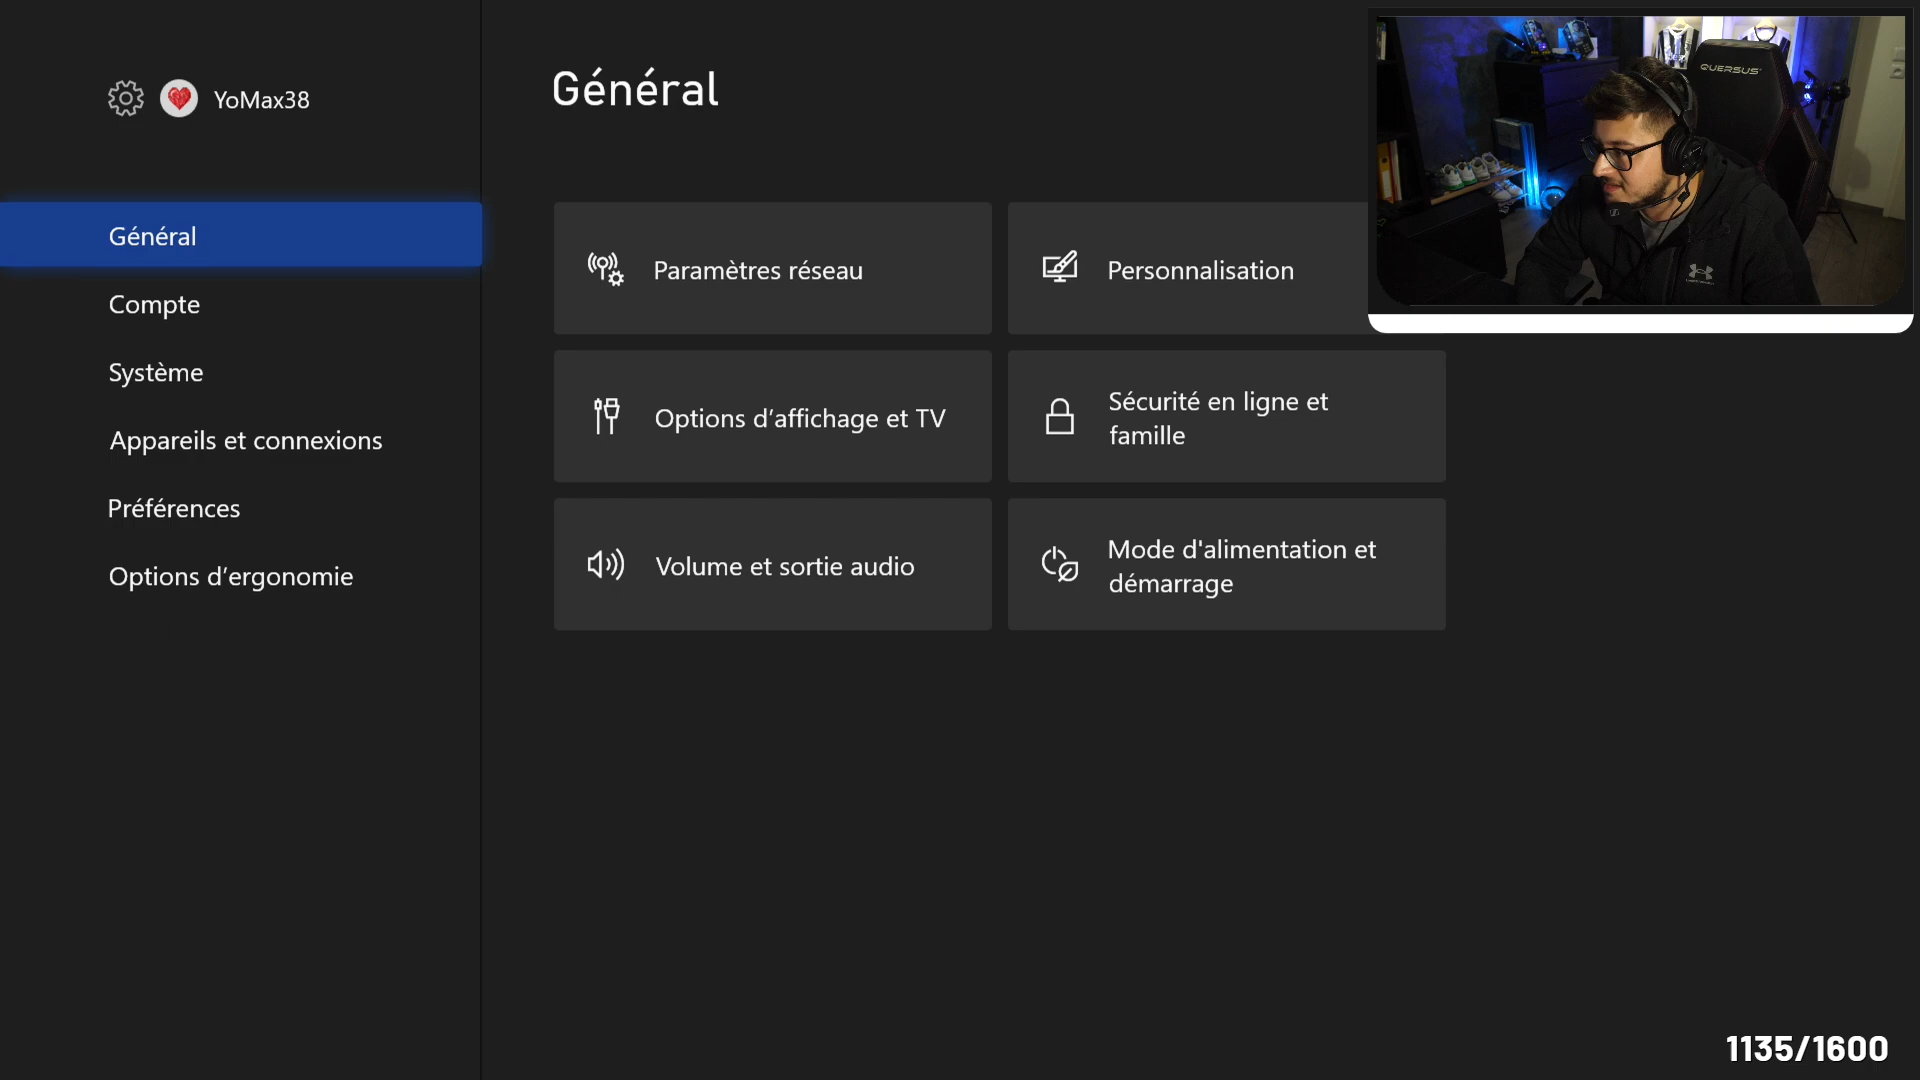 YoMax38
Général
Compte
Système
Appareils et connexions
Préférences
Options d’ergonomie
Général
Paramètres réseau
Personnalisation
Options d’affichage et TV
Sécurité en ligne et
famille
Volume et sortie audio
Mode d'alimentation et
démarrage
QUERSUS
1135/1600